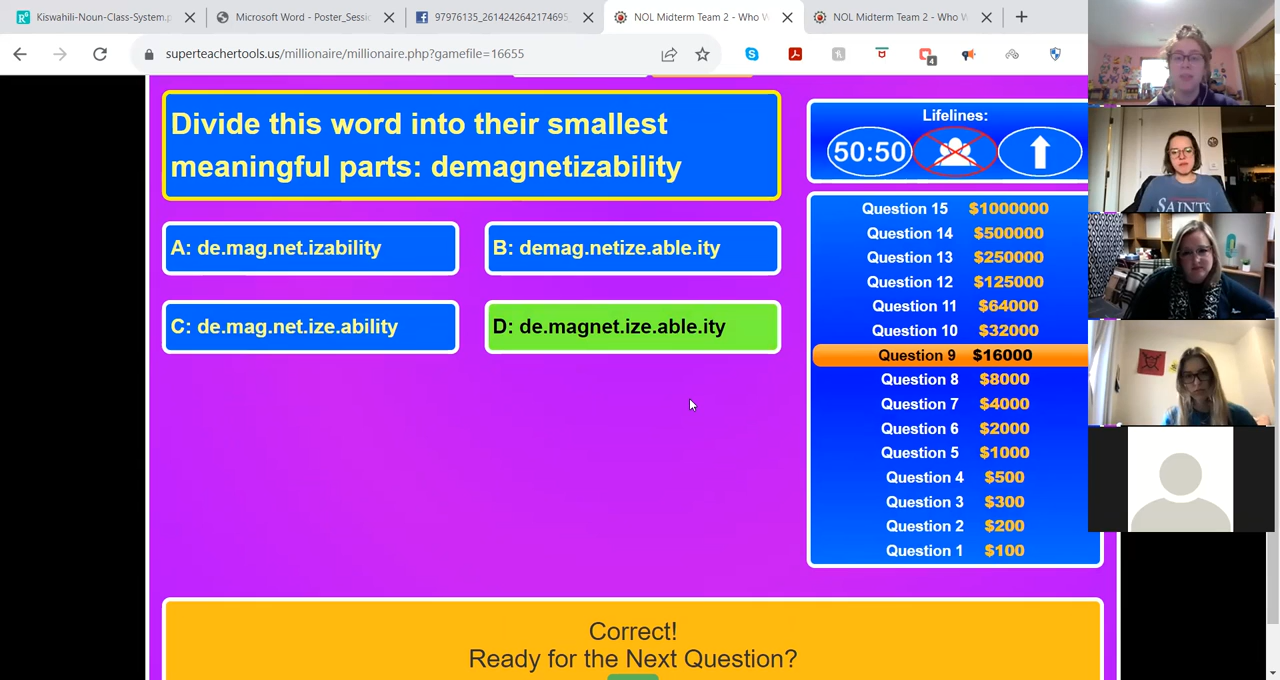 Kiswahili-Noun-Class-System.p
Microsoft Word - Poster_Sessi
97976135_2614242642174695
NOL Midterm Team 2 - Who W
NOL Midterm Team 2 - Who W
superteachertools.us/millionaire/millionaire.php?gamefile=16655
4
Divide this word into their smallest
meaningful parts: demagnetizability
A: de.mag.net.izability
B: demag.netize.able.ity
C: de.mag.net.ize.ability
D: de.magnet.ize.able.ity
Lifelines:
50:50
Question 15 $1000000
Question 14 $500000
Question 13 $250000
Question 12 $125000
Question 11 $64000
Question 10 $32000
Question 9 $16000
Question 8 $8000
Question 7 $4000
Question 6 $2000
Question 5 $1000
Question 4 $500
Question 3 $300
Question 2 $200
Question 1 $100
SAINTS
Correct!
Ready for the Next Question?